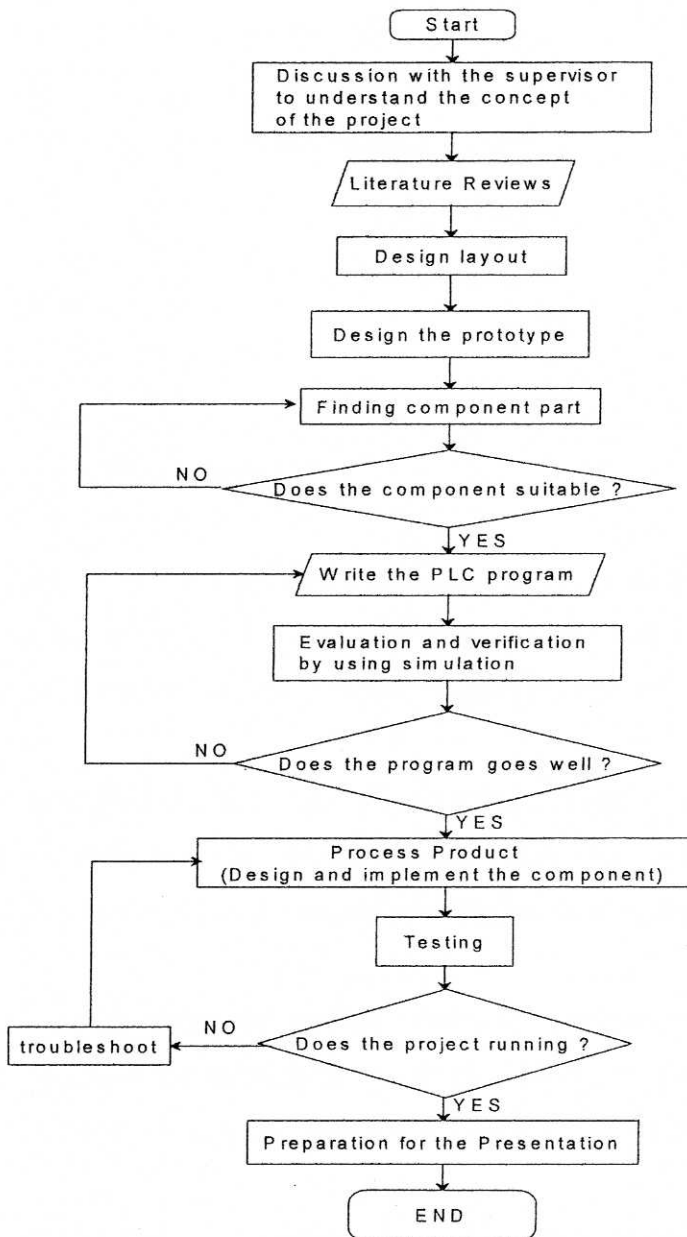 Start
Discussion with the supervisor
to understand the concept
of the project
Literature Reviews
Design layout
Design the prototype
Finding component part
NO
Does the component suitable ?
YES
Write the PLC program
Evaluation and verification
by using simulation
NO
Does the program goes well ?
YES
Process Product
(Design and implement the component)
Testing
NO
troubleshoot
Does the project running ?
YES
Preparation for the Presentation
END